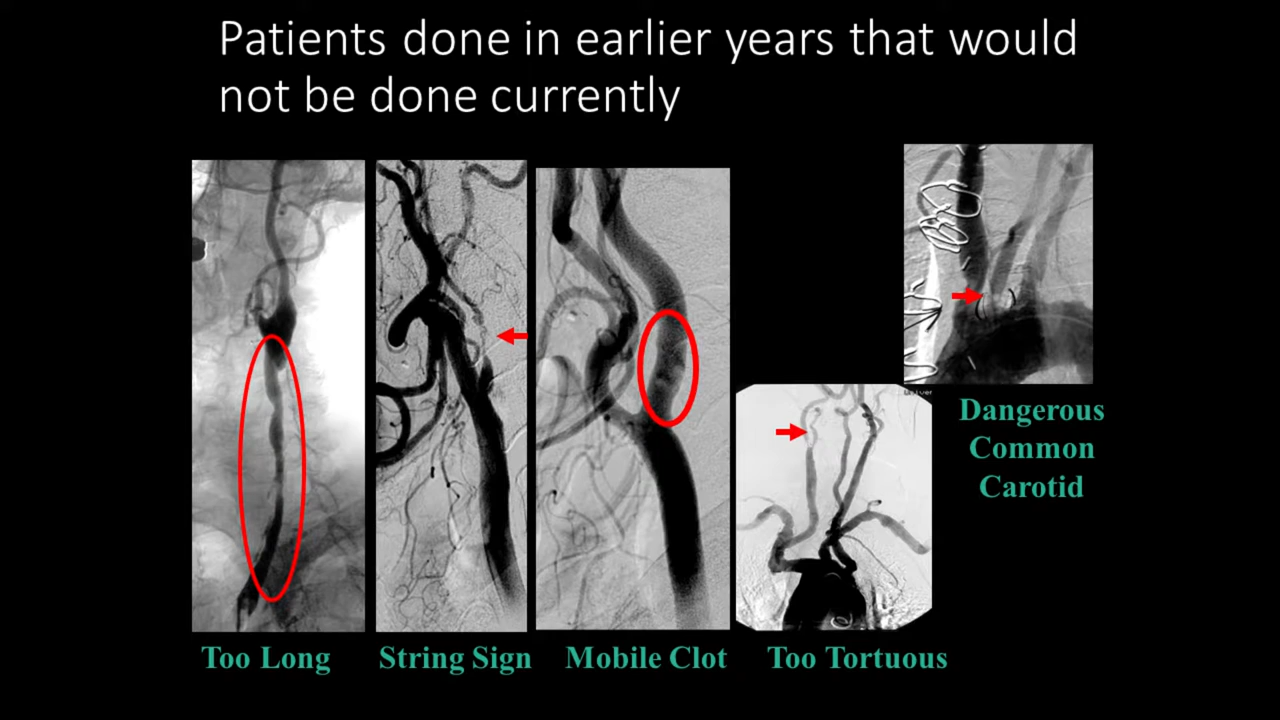 Patients done in earlier years that would
not be done currently
Too Long
String Sign
Mobile Clot
Too Tortuous
Dangerous
Common
Carotid